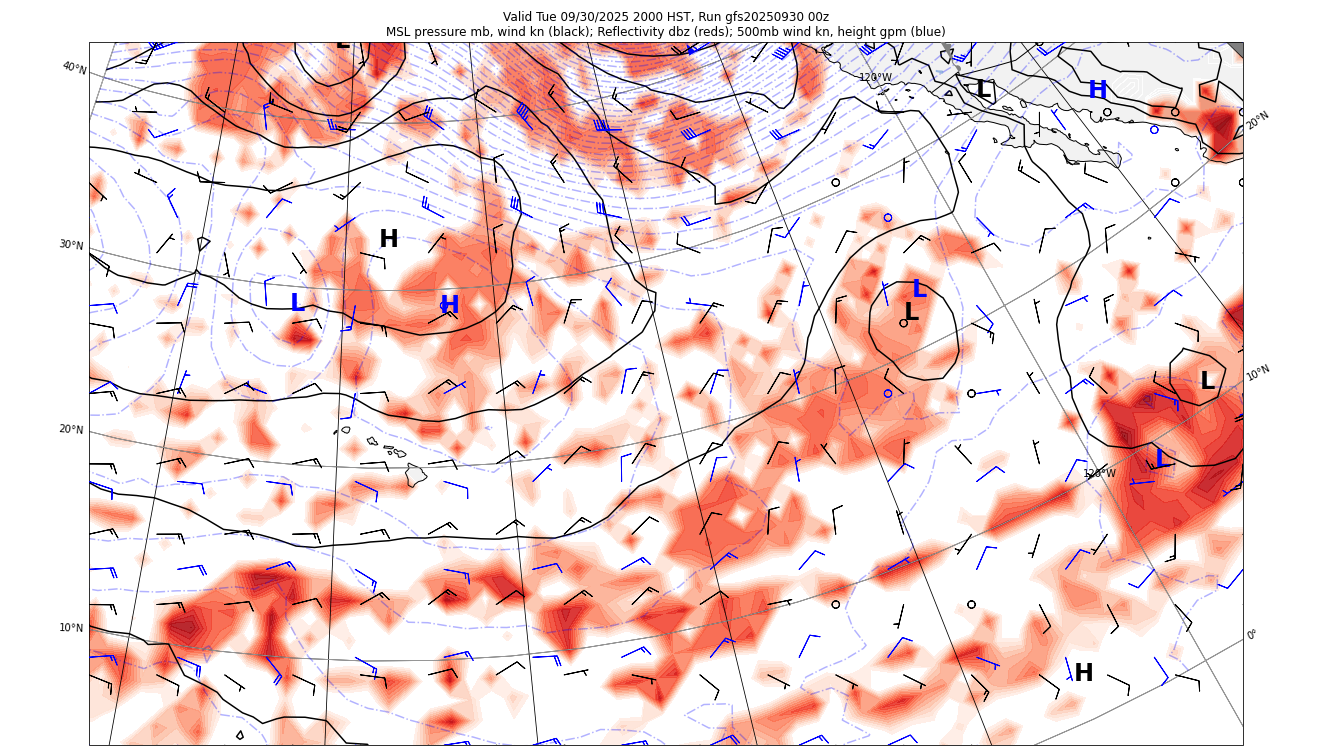 Valid Tue 09/30/2025 2000 HST, Run gfs20250930 00z
MSL pressure mb, wind kn (black); Reflectivity dbz (reds); 500mb wind kn, height gpm (blue)
L
40°N
120°W
L
H
20°N
30°N
H
L
H
L
L
10°N
L
20°N
L
120°W
10°N
0°
H